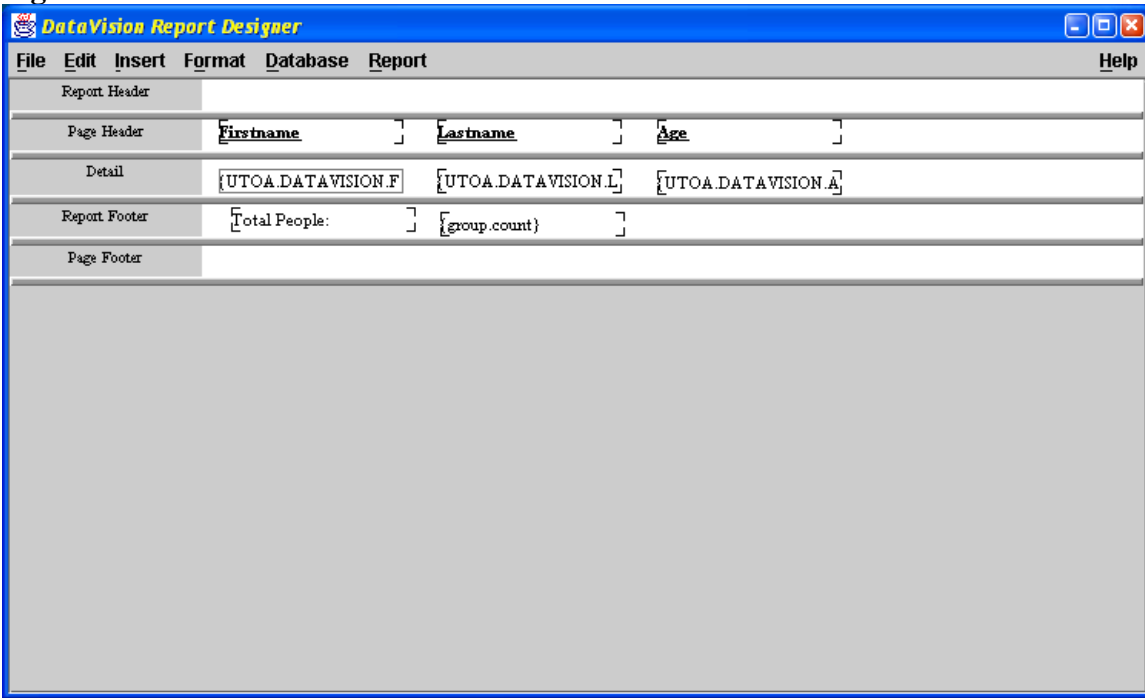 DataVision Report Designer
File Edit Insert Format Database Report Help
Report Header
Page Header Firstname Lastname Age
Detail {UTOA.DATAVISION.F {UTOA.DATAVISION.L {UTOA.DATAVISION.A
Report Footer Total People: {group.count}
Page Footer